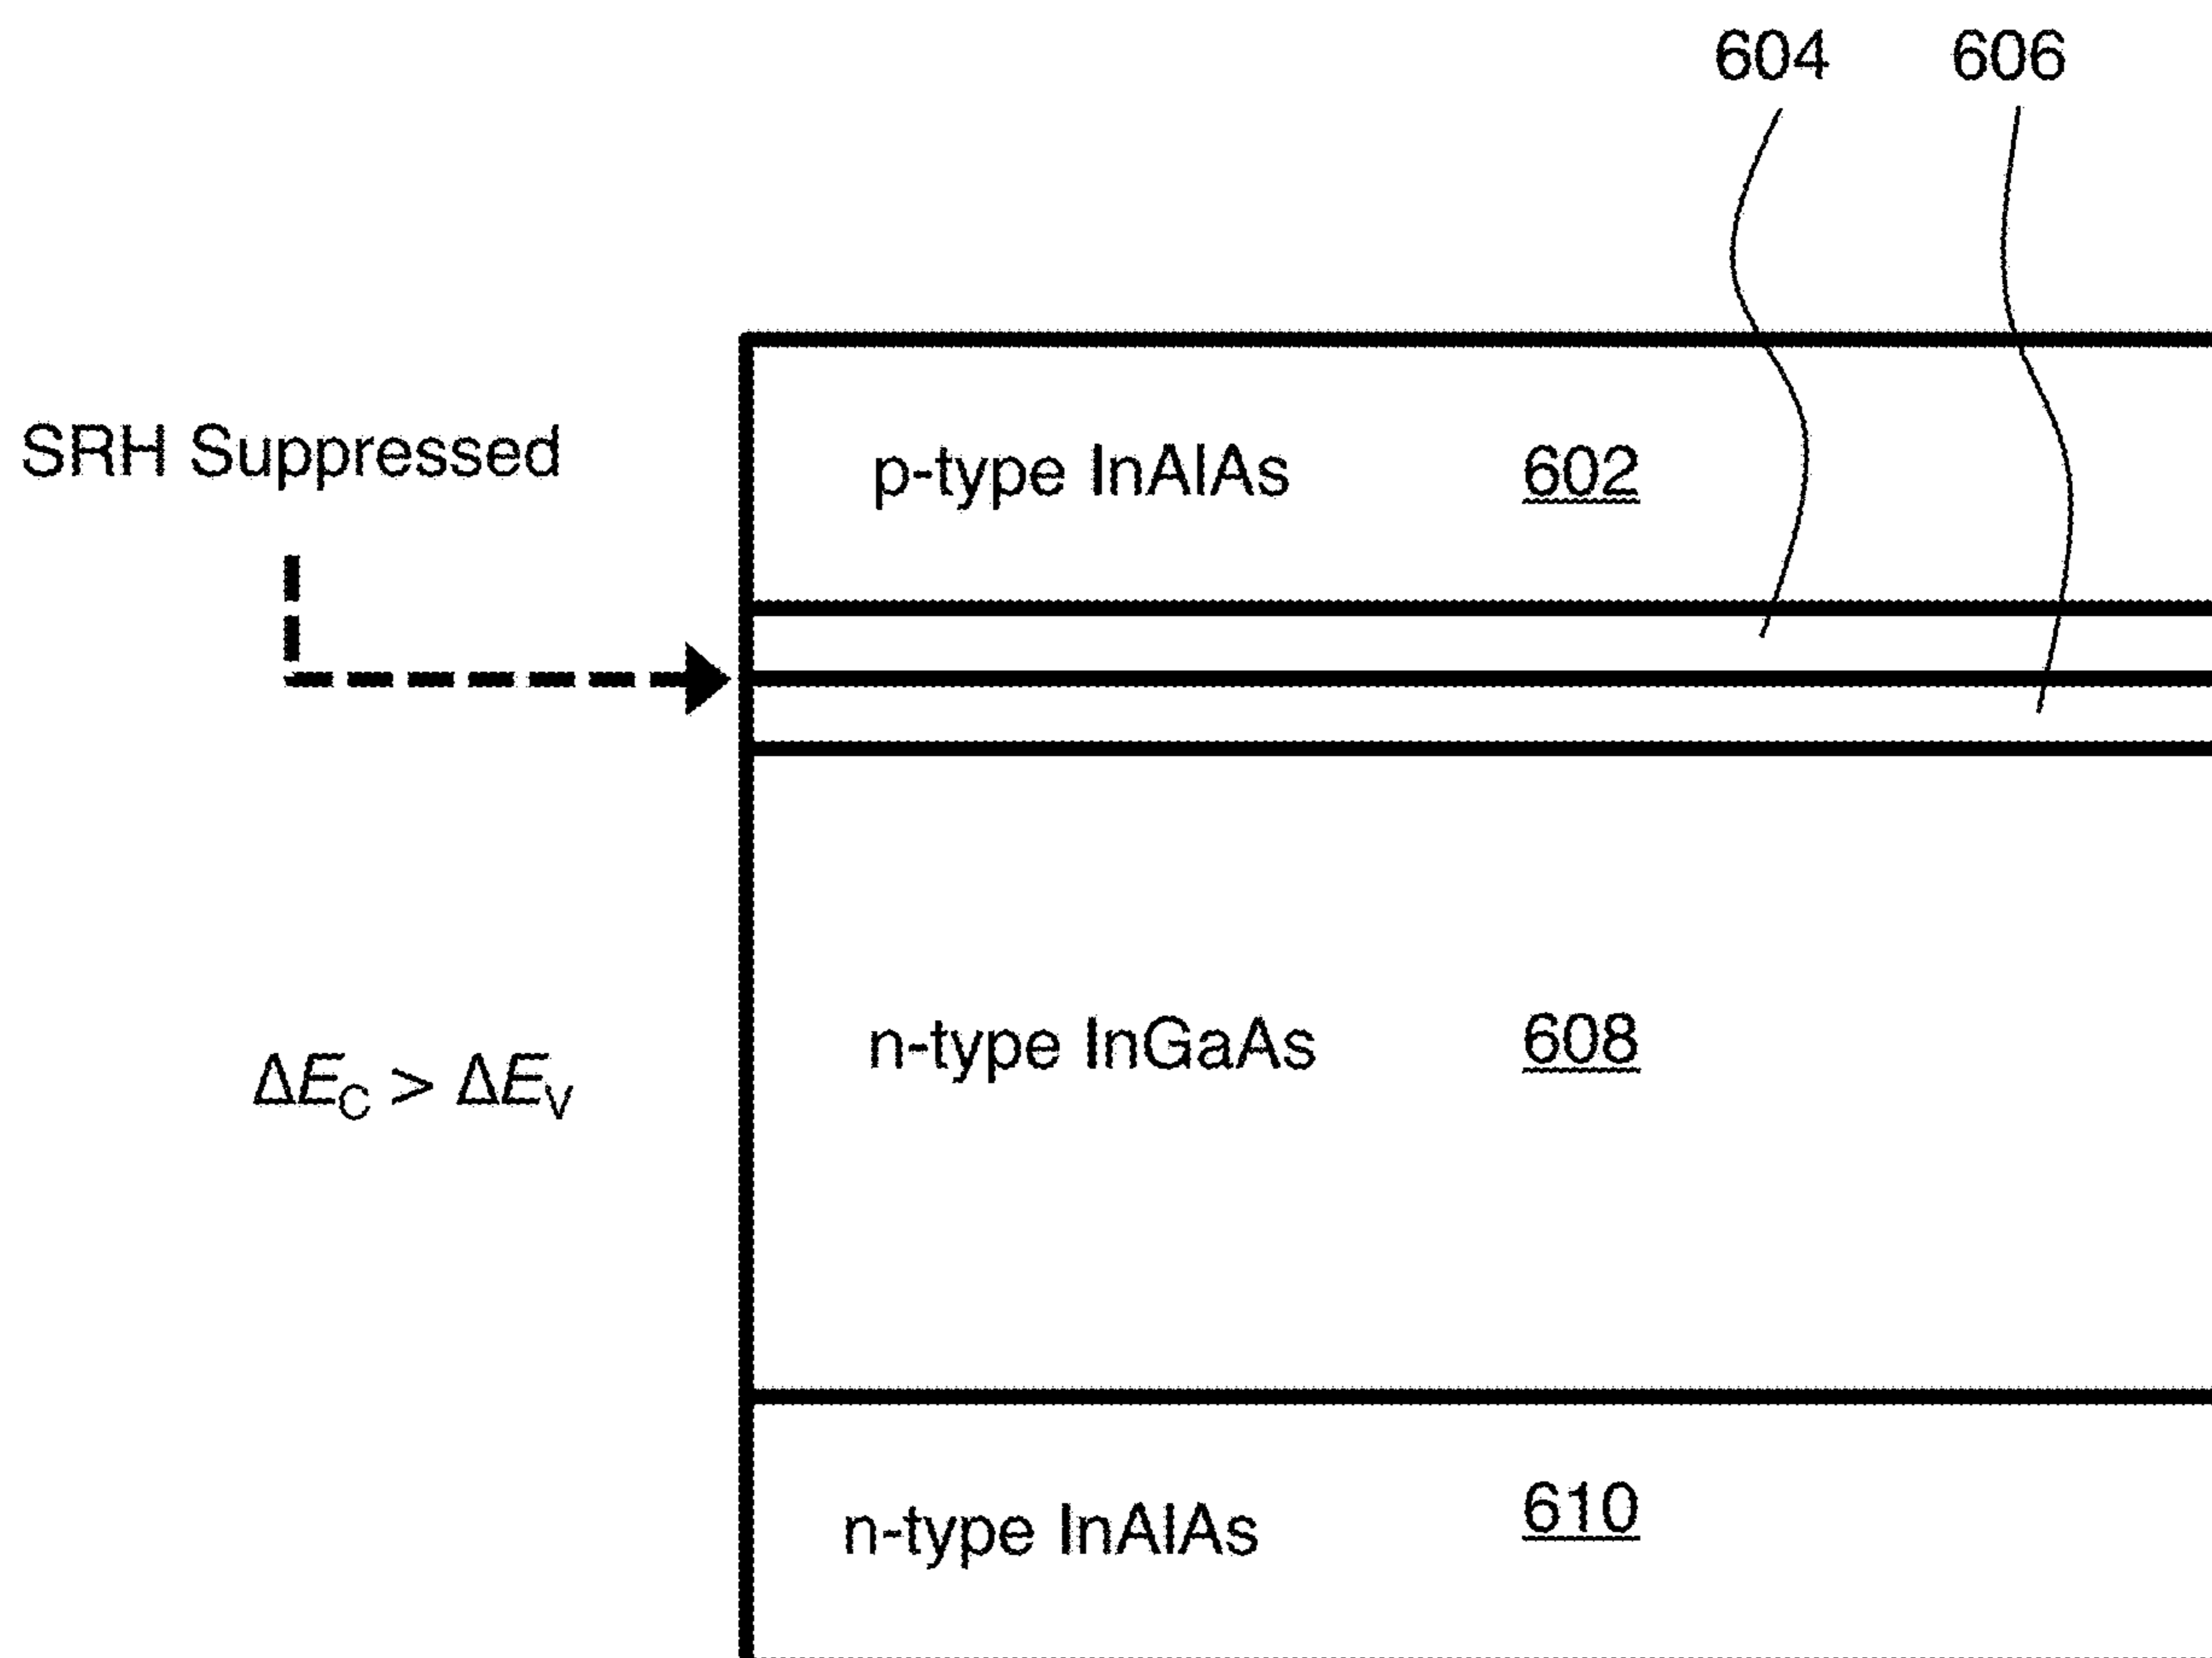 604 606
SRH Suppressed
p-type InAlAs 602
n-type InGaAs 608
ΔEC > ΔEV
n-type InAlAs 610